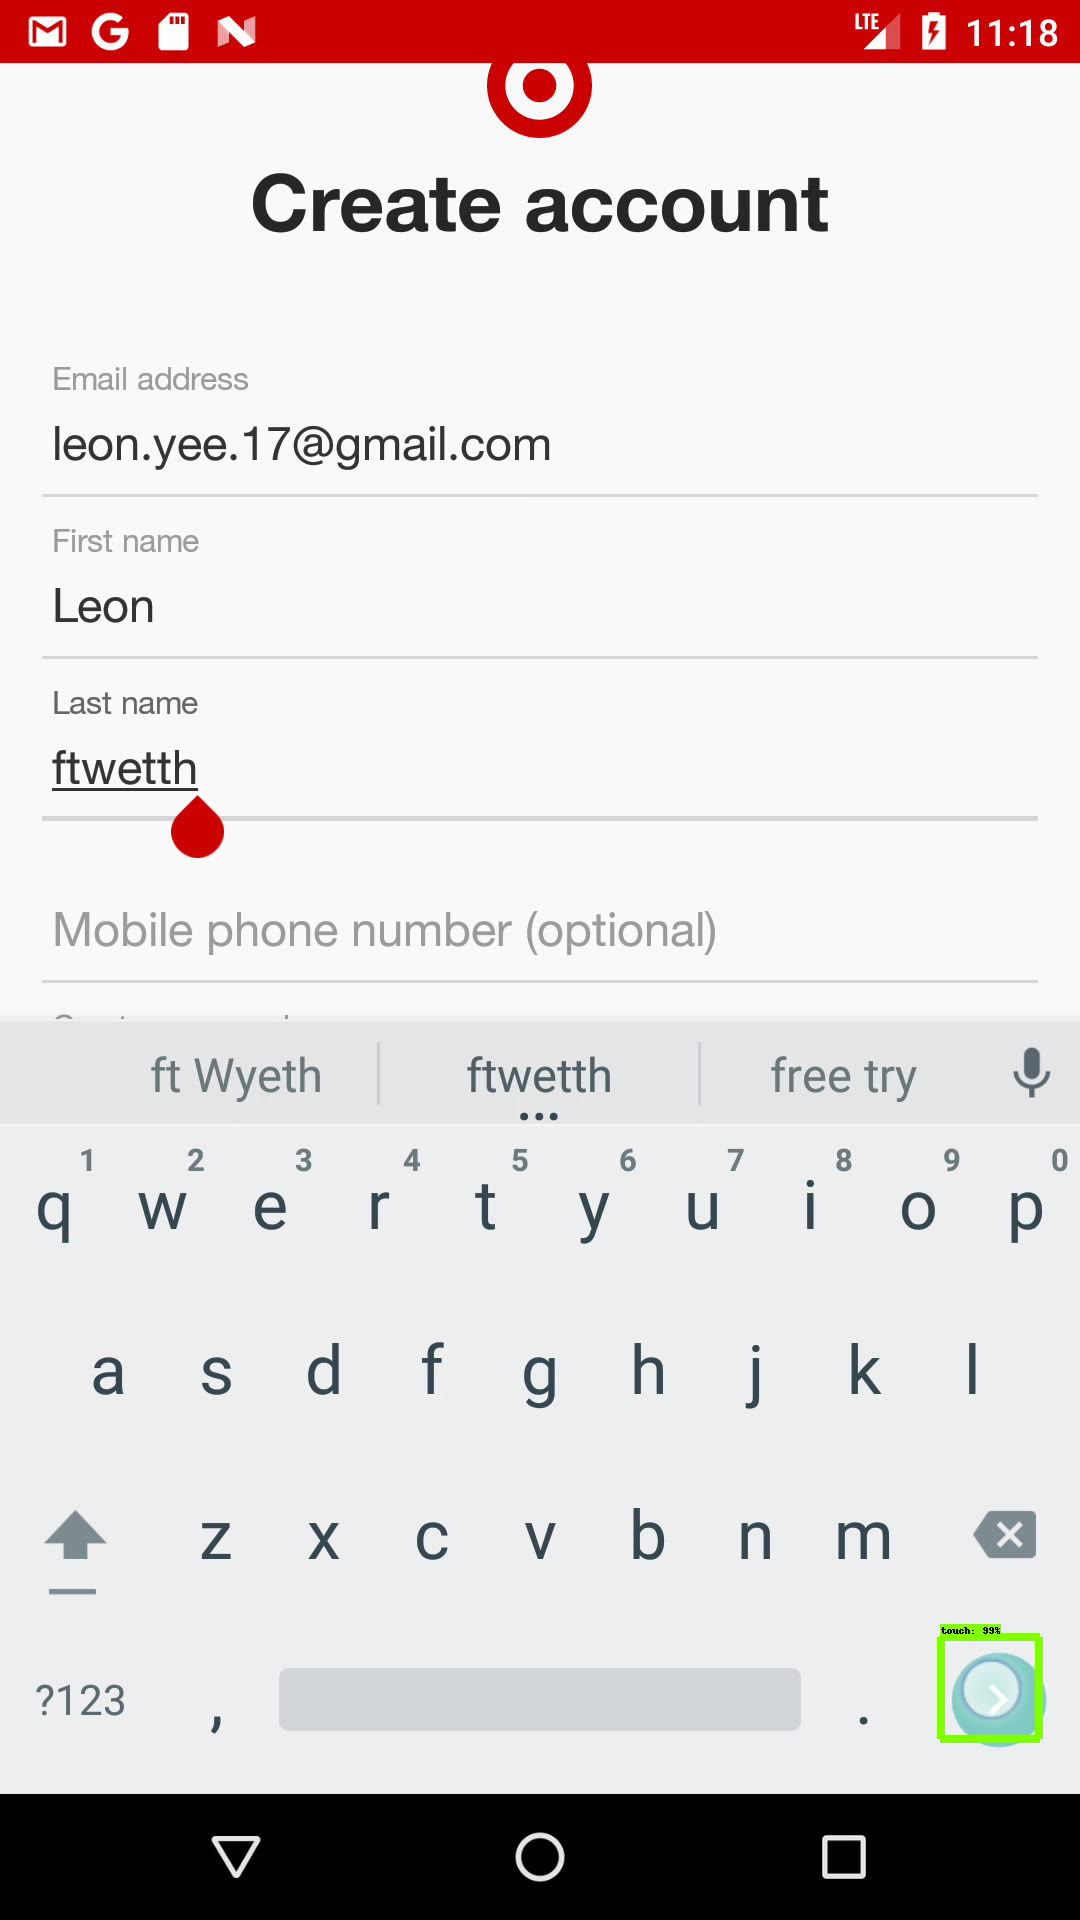 LTE 11:18
Create account
Email address
leon.yee.17@gmail.com
First name
Leon
Last name
ftwetth
Mobile phone number (optional)
ft Wyeth ftwetth free try
1 2 3 4 5 6 7 8 9 0
q w e r t y u i o p
a s d f g h j k l
z x c v b n m
touch: 99%
?123 , .